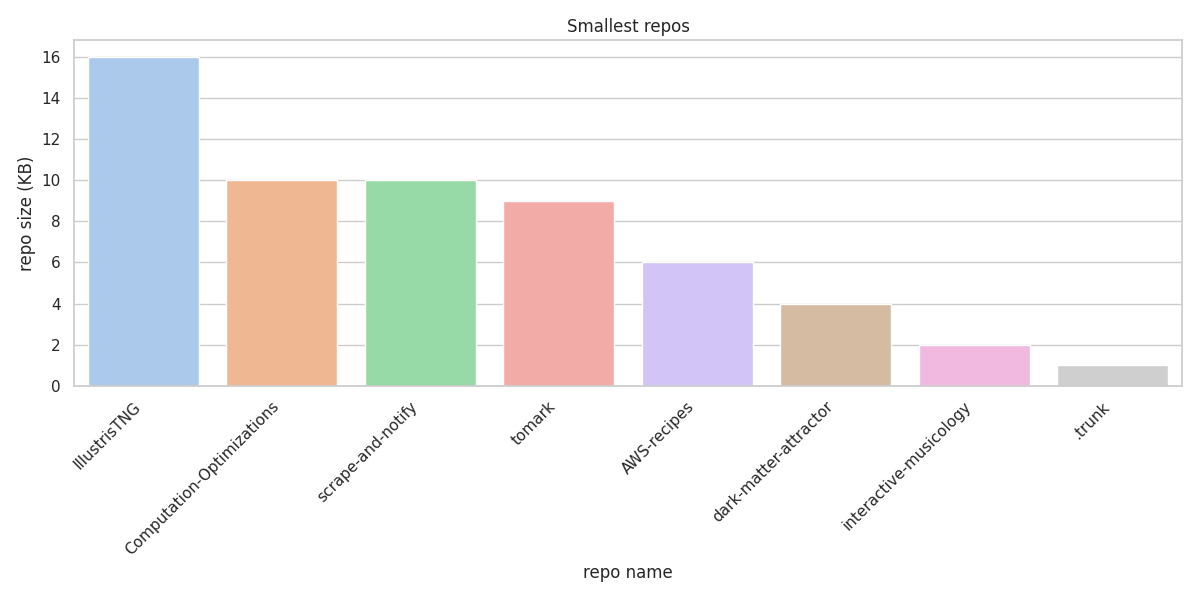 Smallest repos
repo size (KB)
16
14
12
10
8
6
4
2
0
IllustrisTNG
Computation-Optimizations
scrape-and-notify
tomark
AWS-recipes
dark-matter-attractor
interactive-musicology
.trunk
repo name